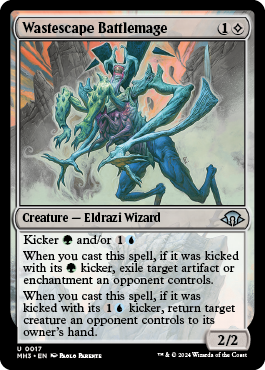 Wastescape Battlemage 1
Creature — Eldrazi Wizard
Kicker and/or 1
When you cast this spell, if it was kicked
with its kicker, exile target artifact or
enchantment an opponent controls.
When you cast this spell, if it was
kicked with its 1 kicker, return target
creature an opponent controls to its
owner's hand.
2/2
U 0017
MH3 • EN Paolo Parente
™ & © 2024 Wizards of the Coast